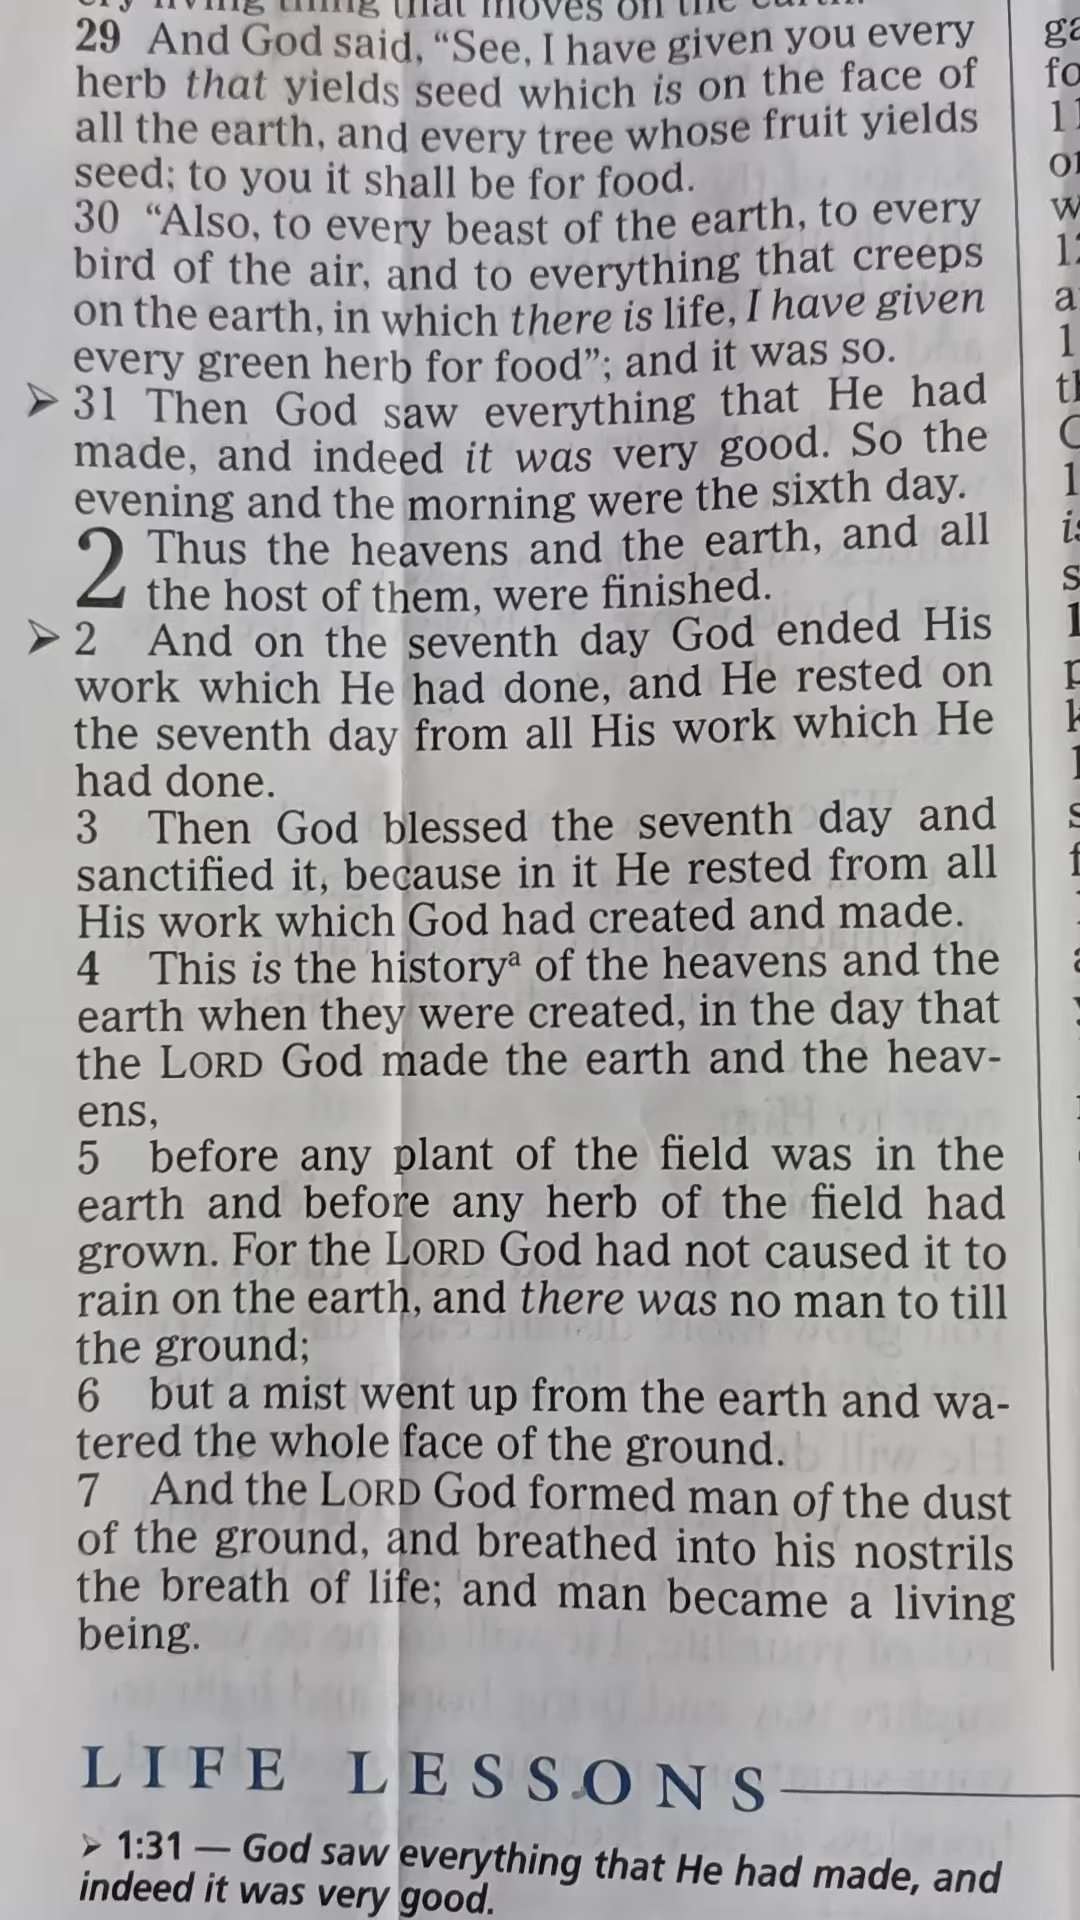 ery living thing that moves on the earth.
29 And God said, “See, I have given you every
herb that yields seed which is on the face of
all the earth, and every tree whose fruit yields
seed; to you it shall be for food.
30 “Also, to every beast of the earth, to every
bird of the air, and to everything that creeps
on the earth, in which there is life, I have given
every green herb for food”; and it was so.
➢ 31 Then God saw everything that He had
made, and indeed it was very good. So the
evening and the morning were the sixth day.
2 Thus the heavens and the earth, and all
the host of them, were finished.
➢ 2 And on the seventh day God ended His
work which He had done, and He rested on
the seventh day from all His work which He
had done.
3 Then God blessed the seventh day and
sanctified it, because in it He rested from all
His work which God had created and made.
4 This is the historyᵃ of the heavens and the
earth when they were created, in the day that
the LORD God made the earth and the heav-
ens,
5 before any plant of the field was in the
earth and before any herb of the field had
grown. For the LORD God had not caused it to
rain on the earth, and there was no man to till
the ground;
6 but a mist went up from the earth and wa-
tered the whole face of the ground.
7 And the LORD God formed man of the dust
of the ground, and breathed into his nostrils
the breath of life; and man became a living
being.
LIFE LESSONS
➢ 1:31 — God saw everything that He had made, and
indeed it was very good.